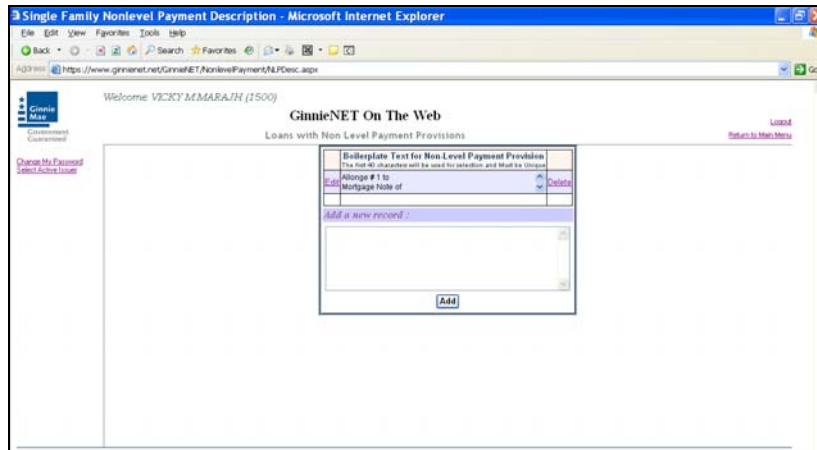 Single Family Nonlevel Payment Description - Microsoft Internet Explorer
File Edit View Favorites Tools Help
Back Search Favorites
Address https://www.ginnienet.net/GinnieNET/NonlevelPayment/NLPDesc.aspx Go
Welcome VICKY M MARAJH (1500)
Ginnie
Mae
Government
Guaranteed
GinnieNET On The Web
Logout
Loans with Non Level Payment Provisions
Return to Main Menu
Change My Password
Select Active Issuer
Boilerplate Text for Non-Level Payment Provision
The first 40 characters will be used for selection and Must be Unique
Edit Allonge # 1 to Delete
Mortgage Note of
Add a new record :
Add